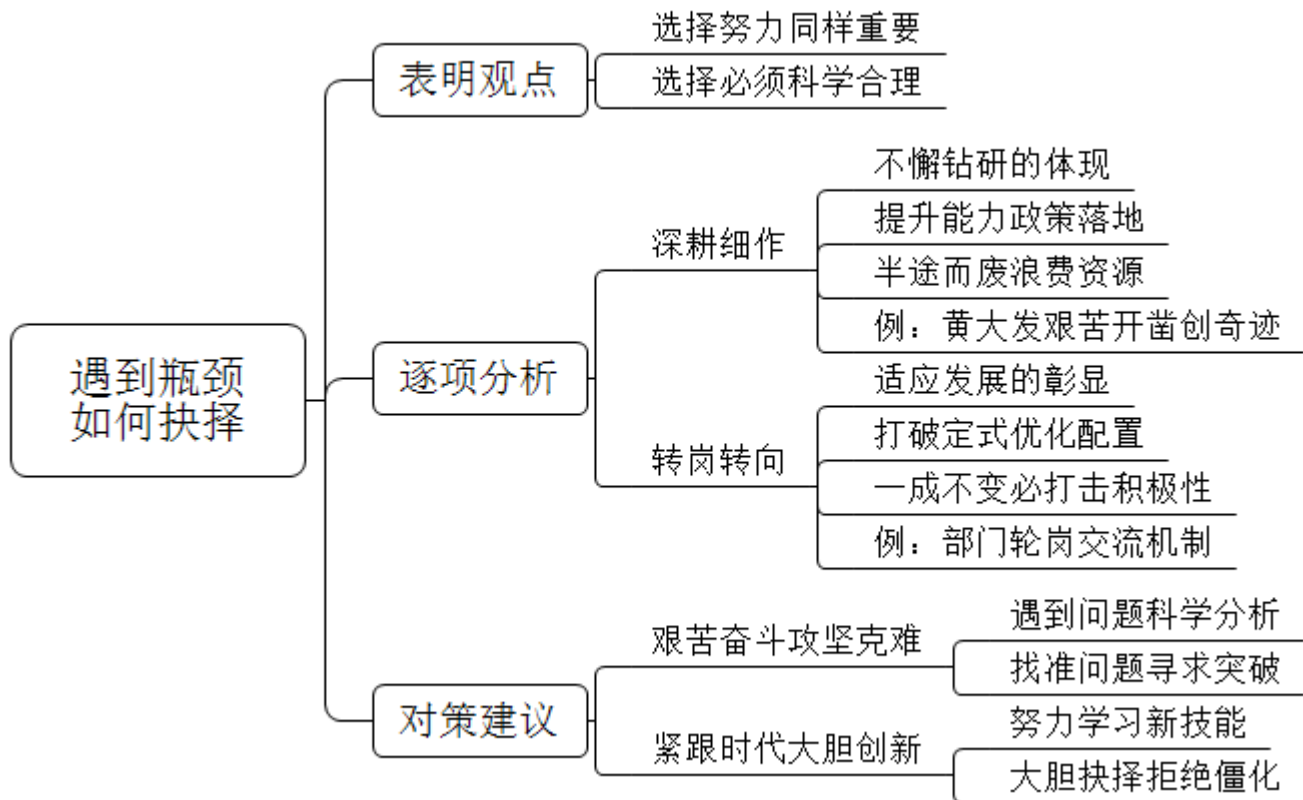 遇到瓶颈
如何抉择
表明观点
选择努力同样重要
选择必须科学合理
逐项分析
深耕细作
不懈钻研的体现
提升能力政策落地
半途而废浪费资源
例：黄大发艰苦开凿创奇迹
转岗转向
适应发展的彰显
打破定式优化配置
一成不变必打击积极性
例：部门轮岗交流机制
对策建议
艰苦奋斗攻坚克难
遇到问题科学分析
找准问题寻求突破
紧跟时代大胆创新
努力学习新技能
大胆抉择拒绝僵化